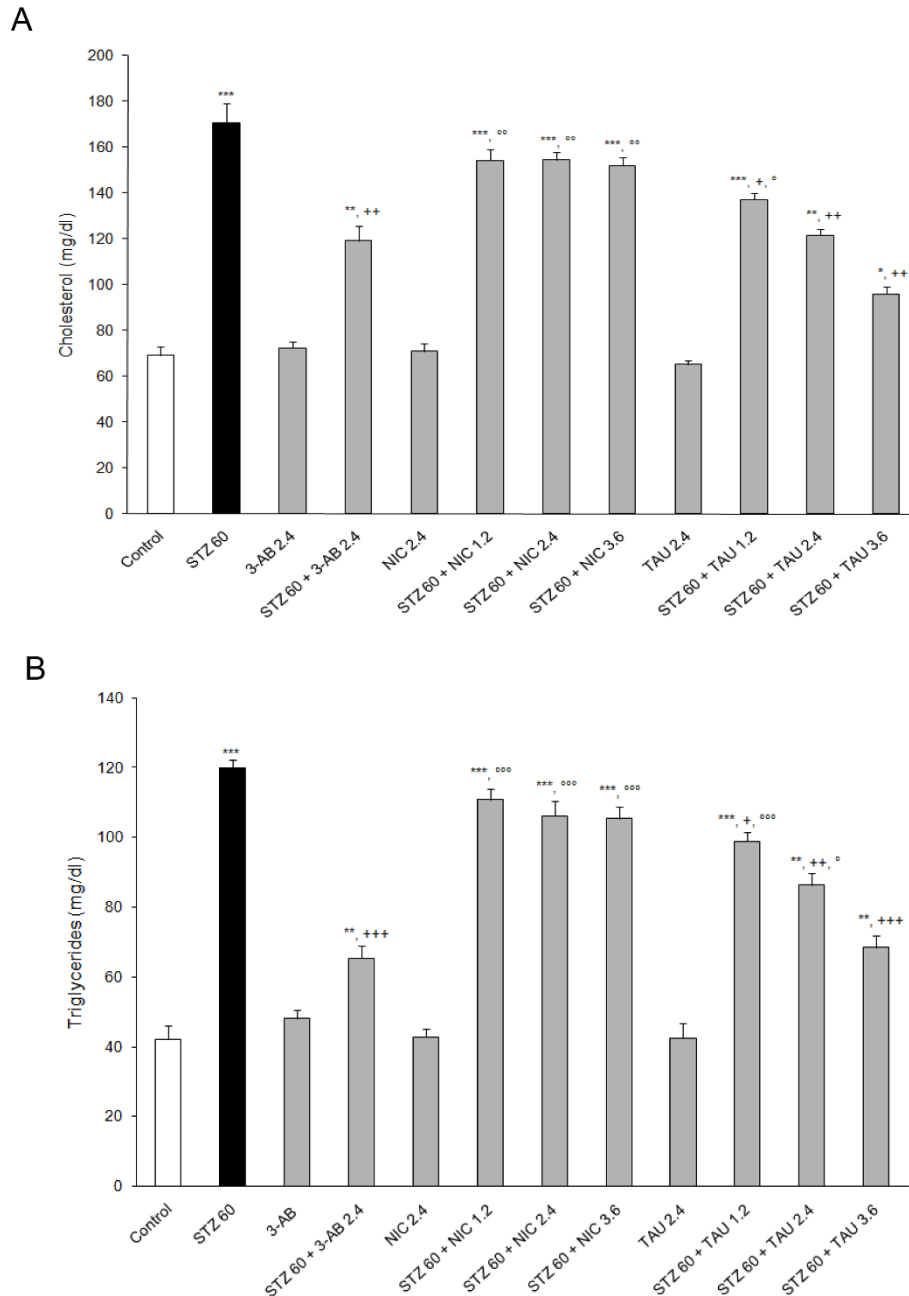 A
Cholesterol (mg/dl)
200
180
160
140
120
100
80
60
40
20
0
***
**, ++
***, °°
***, °°
***, °°
***, +, °
**, ++
*, ++
Control
STZ 60
3-AB 2.4
STZ 60 + 3-AB 2.4
NIC 2.4
STZ 60 + NIC 1.2
STZ 60 + NIC 2.4
STZ 60 + NIC 3.6
TAU 2.4
STZ 60 + TAU 1.2
STZ 60 + TAU 2.4
STZ 60 + TAU 3.6
B
Triglycerides (mg/dl)
140
120
100
80
60
40
20
0
***
**, +++
***, °°°
***, °°°
***, °°°
***, +, °°°
**, ++, °
**, +++
Control
STZ 60
3-AB
STZ 60 + 3-AB 2.4
NIC 2.4
STZ 60 + NIC 1.2
STZ 60 + NIC 2.4
STZ 60 + NIC 3.6
TAU 2.4
STZ 60 + TAU 1.2
STZ 60 + TAU 2.4
STZ 60 + TAU 3.6